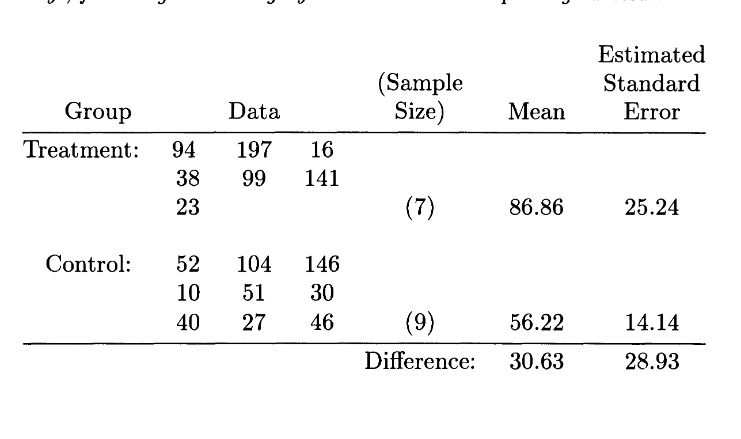 Estimated
(Sample Standard
Group Data Size) Mean Error
Treatment: 94 197 16
38 99 141
23 (7) 86.86 25.24
Control: 52 104 146
10 51 30
40 27 46 (9) 56.22 14.14
Difference: 30.63 28.93